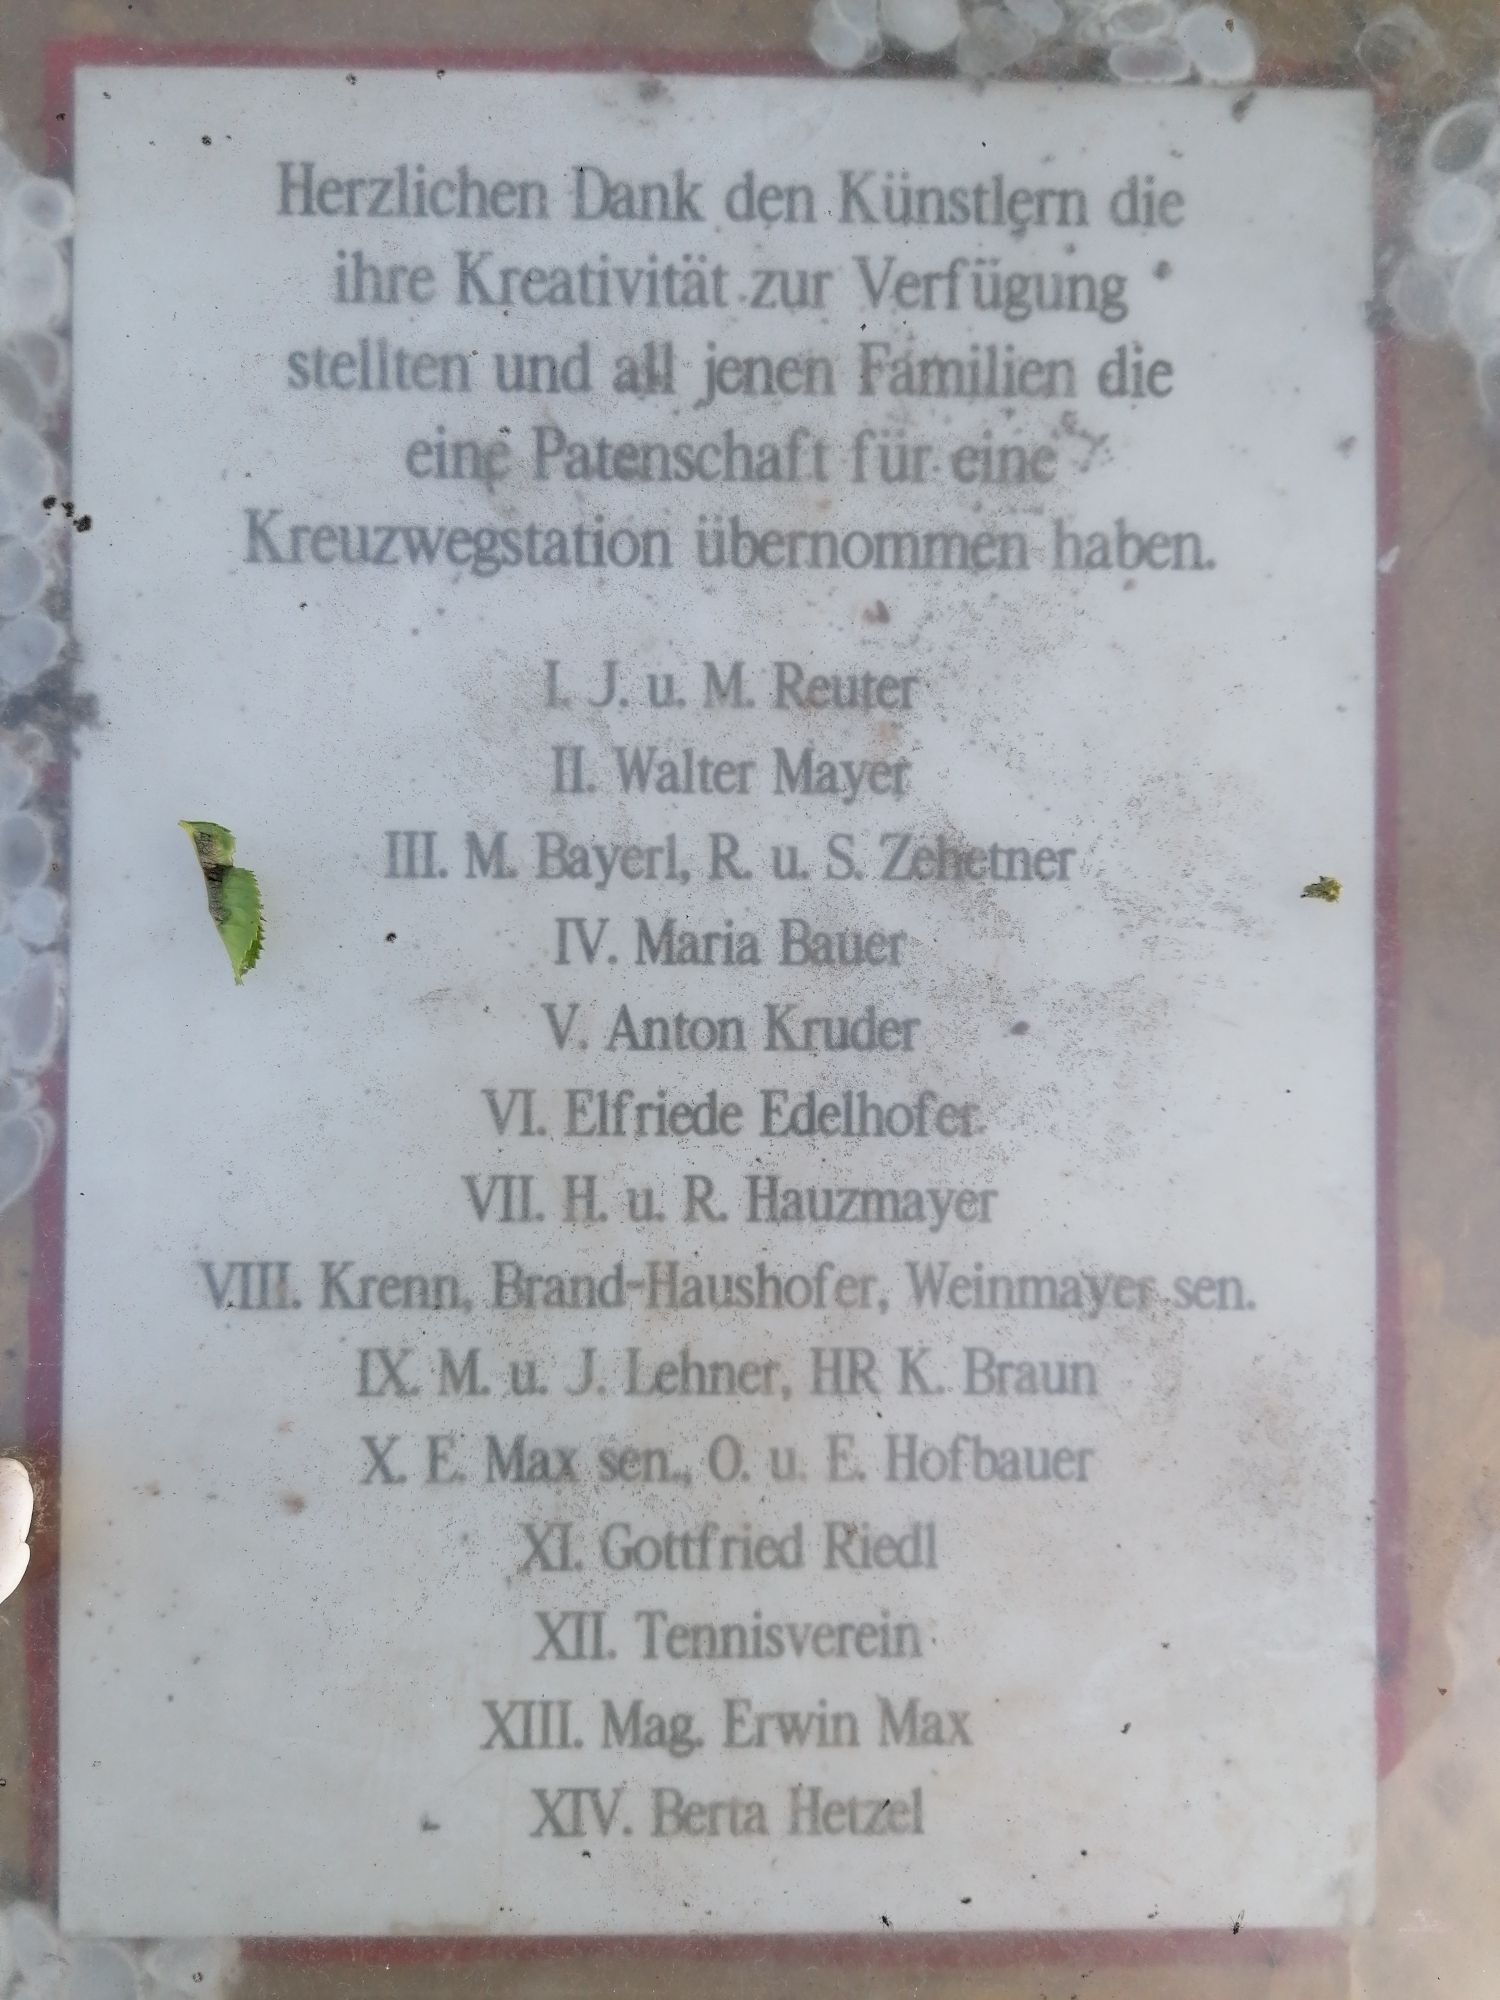 Herzlichen Dank den Künstlern die
ihre Kreativität zur Verfügung
stellten und all jenen Familien die
eine Patenschaft für eine
Kreuzwegstation übernommen haben.
I. J. u. M. Reuter
II. Walter Mayer
III. M. Bayerl, R. u. S. Zehetner
IV. Maria Bauer
V. Anton Kruder
VI. Elfriede Edelhofer
VII. H. u. R. Hauzmayer
VIII. Krenn, Brand-Haushofer, Weinmayer sen.
IX. M. u. J. Lehner, HR K. Braun
X. E. Max sen., O. u. E. Hofbauer
XI. Gottfried Riedl
XII. Tennisverein
XIII. Mag. Erwin Max
XIV. Berta Hetzel